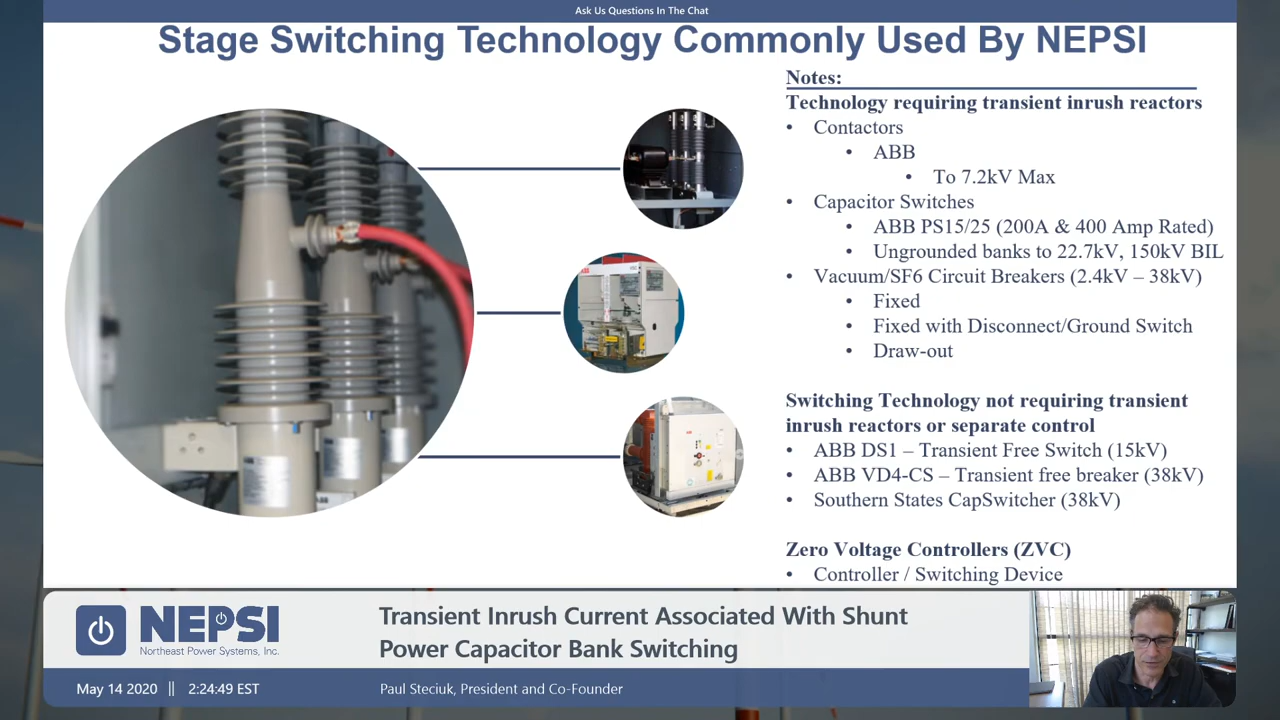 Ask Us Questions In The Chat
Stage Switching Technology Commonly Used By NEPSI
Notes:
Technology requiring transient inrush reactors
• Contactors
• ABB
• To 7.2kV Max
• Capacitor Switches
• ABB PS15/25 (200A & 400 Amp Rated)
• Ungrounded banks to 22.7kV, 150kV BIL
• Vacuum/SF6 Circuit Breakers (2.4kV – 38kV)
• Fixed
• Fixed with Disconnect/Ground Switch
• Draw-out
Switching Technology not requiring transient
inrush reactors or separate control
• ABB DS1 – Transient Free Switch (15kV)
• ABB VD4-CS – Transient free breaker (38kV)
• Southern States CapSwitcher (38kV)
Zero Voltage Controllers (ZVC)
• Controller / Switching Device
NEPSI
Northeast Power Systems, Inc.
Transient Inrush Current Associated With Shunt
Power Capacitor Bank Switching
May 14 2020 || 2:24:49 EST
Paul Steciuk, President and Co-Founder